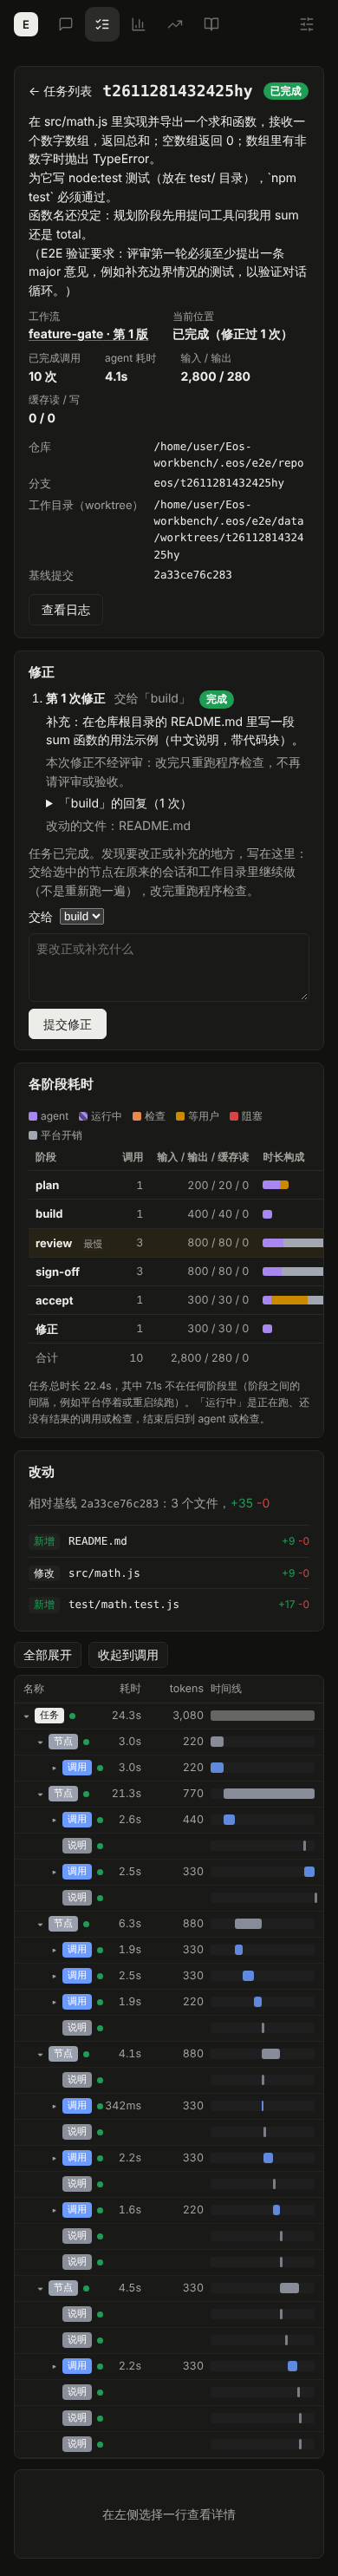 E
← 任务列表 t2611281432425hy 已完成
在 src/math.js 里实现并导出一个求和函数，接收一
个数字数组，返回总和；空数组返回 0；数组里有非
数字时抛出 TypeError。
为它写 node:test 测试（放在 test/ 目录），`npm
test` 必须通过。
函数名还没定：规划阶段先用提问工具问我用 sum
还是 total。
（E2E 验证要求：评审第一轮必须至少提出一条
major 意见，例如补充边界情况的测试，以验证对话
循环。）
工作流 当前位置
feature-gate · 第 1 版 已完成（修正过 1 次）
已完成调用 agent 耗时 输入 / 输出
10 次 4.1s 2,800 / 280
缓存读 / 写
0 / 0
仓库 /home/user/Eos-
workbench/.eos/e2e/repo
分支 eos/t2611281432425hy
工作目录（worktree） /home/user/Eos-
workbench/.eos/e2e/data
/worktrees/t26112814324
25hy
基线提交 2a33ce76c283
查看日志
修正
1. 第 1 次修正 交给「build」 完成
补充：在仓库根目录的 README.md 里写一段
sum 函数的用法示例（中文说明，带代码块）。
本次修正不经评审：改完只重跑程序检查，不再
请评审或验收。
「build」的回复（1 次）
改动的文件：README.md
任务已完成。发现要改正或补充的地方，写在这里：
交给选中的节点在原来的会话和工作目录里继续做
（不是重新跑一遍），改完重跑程序检查。
交给 build
要改正或补充什么
提交修正
各阶段耗时
agent 运行中 检查 等用户 阻塞
平台开销
阶段 调用 输入 / 输出 / 缓存读 时长构成
plan 1 200 / 20 / 0
build 1 400 / 40 / 0
review 最慢 3 800 / 80 / 0
sign-off 3 800 / 80 / 0
accept 1 300 / 30 / 0
修正 1 300 / 30 / 0
合计 10 2,800 / 280 / 0
任务总时长 22.4s，其中 7.1s 不在任何阶段里（阶段之间的
间隔，例如平台停着或重启续跑）。「运行中」是正在跑、还
没有结果的调用或检查，结束后归到 agent 或检查。
改动
相对基线 2a33ce76c283：3 个文件，+35 -0
新增 README.md +9 -0
修改 src/math.js +9 -0
新增 test/math.test.js +17 -0
全部展开 收起到调用
名称 耗时 tokens 时间线
任务 24.3s 3,080
节点 3.0s 220
调用 3.0s 220
节点 21.3s 770
调用 2.6s 440
说明
调用 2.5s 330
说明
节点 6.3s 880
调用 1.9s 330
调用 2.5s 330
调用 1.9s 220
说明
节点 4.1s 880
说明
调用 342ms 330
说明
调用 2.2s 330
说明
调用 1.6s 220
说明
说明
节点 4.5s 330
说明
说明
调用 2.2s 330
说明
说明
说明
在左侧选择一行查看详情